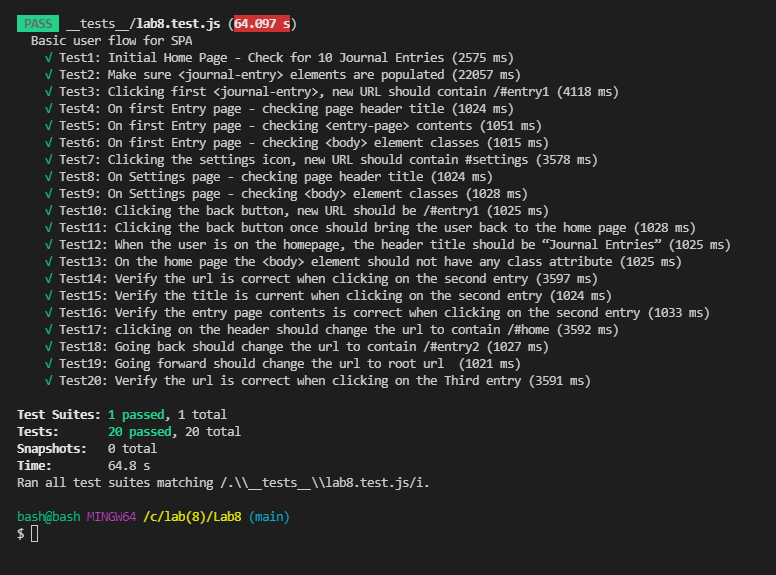 PASS __tests__/lab8.test.js (64.097 s)
Basic user flow for SPA
√ Test1: Initial Home Page - Check for 10 Journal Entries (2575 ms)
√ Test2: Make sure <journal-entry> elements are populated (22057 ms)
√ Test3: Clicking first <journal-entry>, new URL should contain /#entry1 (4118 ms)
√ Test4: On first Entry page - checking page header title (1024 ms)
√ Test5: On first Entry page - checking <entry-page> contents (1051 ms)
√ Test6: On first Entry page - checking <body> element classes (1015 ms)
√ Test7: Clicking the settings icon, new URL should contain #settings (3578 ms)
√ Test8: On Settings page - checking page header title (1024 ms)
√ Test9: On Settings page - checking <body> element classes (1028 ms)
√ Test10: Clicking the back button, new URL should be /#entry1 (1025 ms)
√ Test11: Clicking the back button once should bring the user back to the home page (1028 ms)
√ Test12: When the user is on the homepage, the header title should be “Journal Entries” (1025 ms)
√ Test13: On the home page the <body> element should not have any class attribute (1025 ms)
√ Test14: Verify the url is correct when clicking on the second entry (3597 ms)
√ Test15: Verify the title is current when clicking on the second entry (1024 ms)
√ Test16: Verify the entry page contents is correct when clicking on the second entry (1033 ms)
√ Test17: clicking on the header should change the url to contain /#home (3592 ms)
√ Test18: Going back should change the url to contain /#entry2 (1027 ms)
√ Test19: Going forward should change the url to root url  (1021 ms)
√ Test20: Verify the url is correct when clicking on the Third entry (3591 ms)
Test Suites: 1 passed, 1 total
Tests:       20 passed, 20 total
Snapshots:   0 total
Time:        64.8 s
Ran all test suites matching /.\\__tests__\\lab8.test.js/i.
bash@bash MINGW64 /c/lab(8)/Lab8 (main)
$